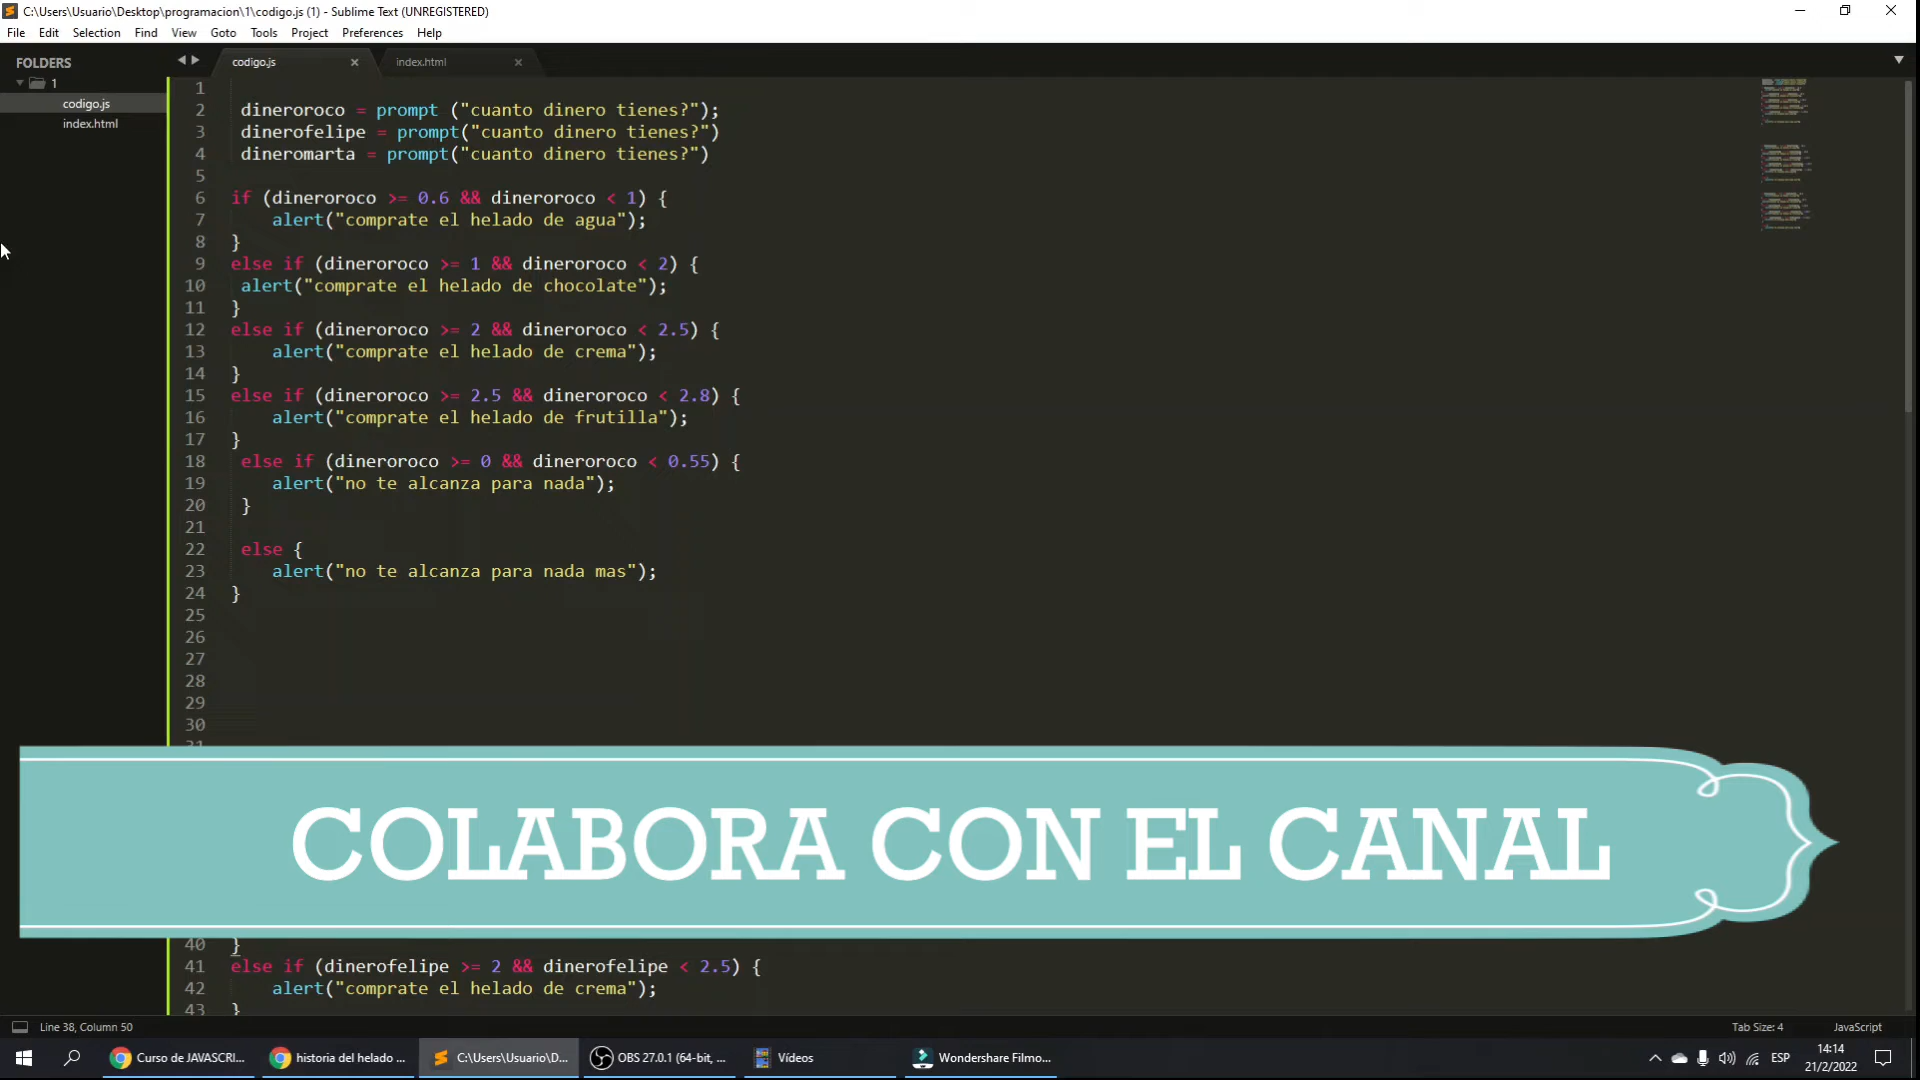 C:\Users\Usuario\Desktop\programacion\1\codigo.js (1) - Sublime Text (UNREGISTERED)
File Edit Selection Find View Goto Tools Project Preferences Help
FOLDERS
1
codigo.js
index.html
codigo.js index.html
1
2 dineroroco = prompt ("cuanto dinero tienes?");
3 dinerofelipe = prompt("cuanto dinero tienes?")
4 dineromarta = prompt("cuanto dinero tienes?")
5
6 if (dineroroco >= 0.6 && dineroroco < 1) {
7 alert("comprate el helado de agua");
8 }
9 else if (dineroroco >= 1 && dineroroco < 2) {
10 alert("comprate el helado de chocolate");
11 }
12 else if (dineroroco >= 2 && dineroroco < 2.5) {
13 alert("comprate el helado de crema");
14 }
15 else if (dineroroco >= 2.5 && dineroroco < 2.8) {
16 alert("comprate el helado de frutilla");
17 }
18 else if (dineroroco >= 0 && dineroroco < 0.55) {
19 alert("no te alcanza para nada");
20 }
21
22 else {
23 alert("no te alcanza para nada mas");
24 }
25
26
27
28
29
30
31
COLABORA CON EL CANAL
40 }
41 else if (dinerofelipe >= 2 && dinerofelipe < 2.5) {
42 alert("comprate el helado de crema");
43 }
Line 38, Column 50 Tab Size: 4 JavaScript
Curso de JAVASCRI... historia del helado ... C:\Users\Usuario\D... OBS 27.0.1 (64-bit, ... Vídeos Wondershare Filmo... ESP 14:14
21/2/2022